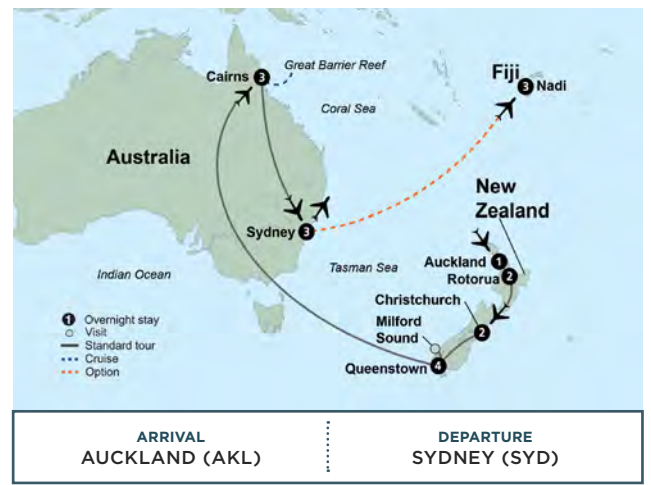 Great Barrier Reef
Cairns 3
Fiji
3 Nadi
Coral Sea
Australia
New
Zealand
Sydney 3
Auckland 1
Tasman Sea
Rotorua 2
Indian Ocean
Christchurch
2
Milford
Sound
Queenstown 4
1 Overnight stay
Visit
Standard tour
Cruise
Option
ARRIVAL
AUCKLAND (AKL)
DEPARTURE
SYDNEY (SYD)